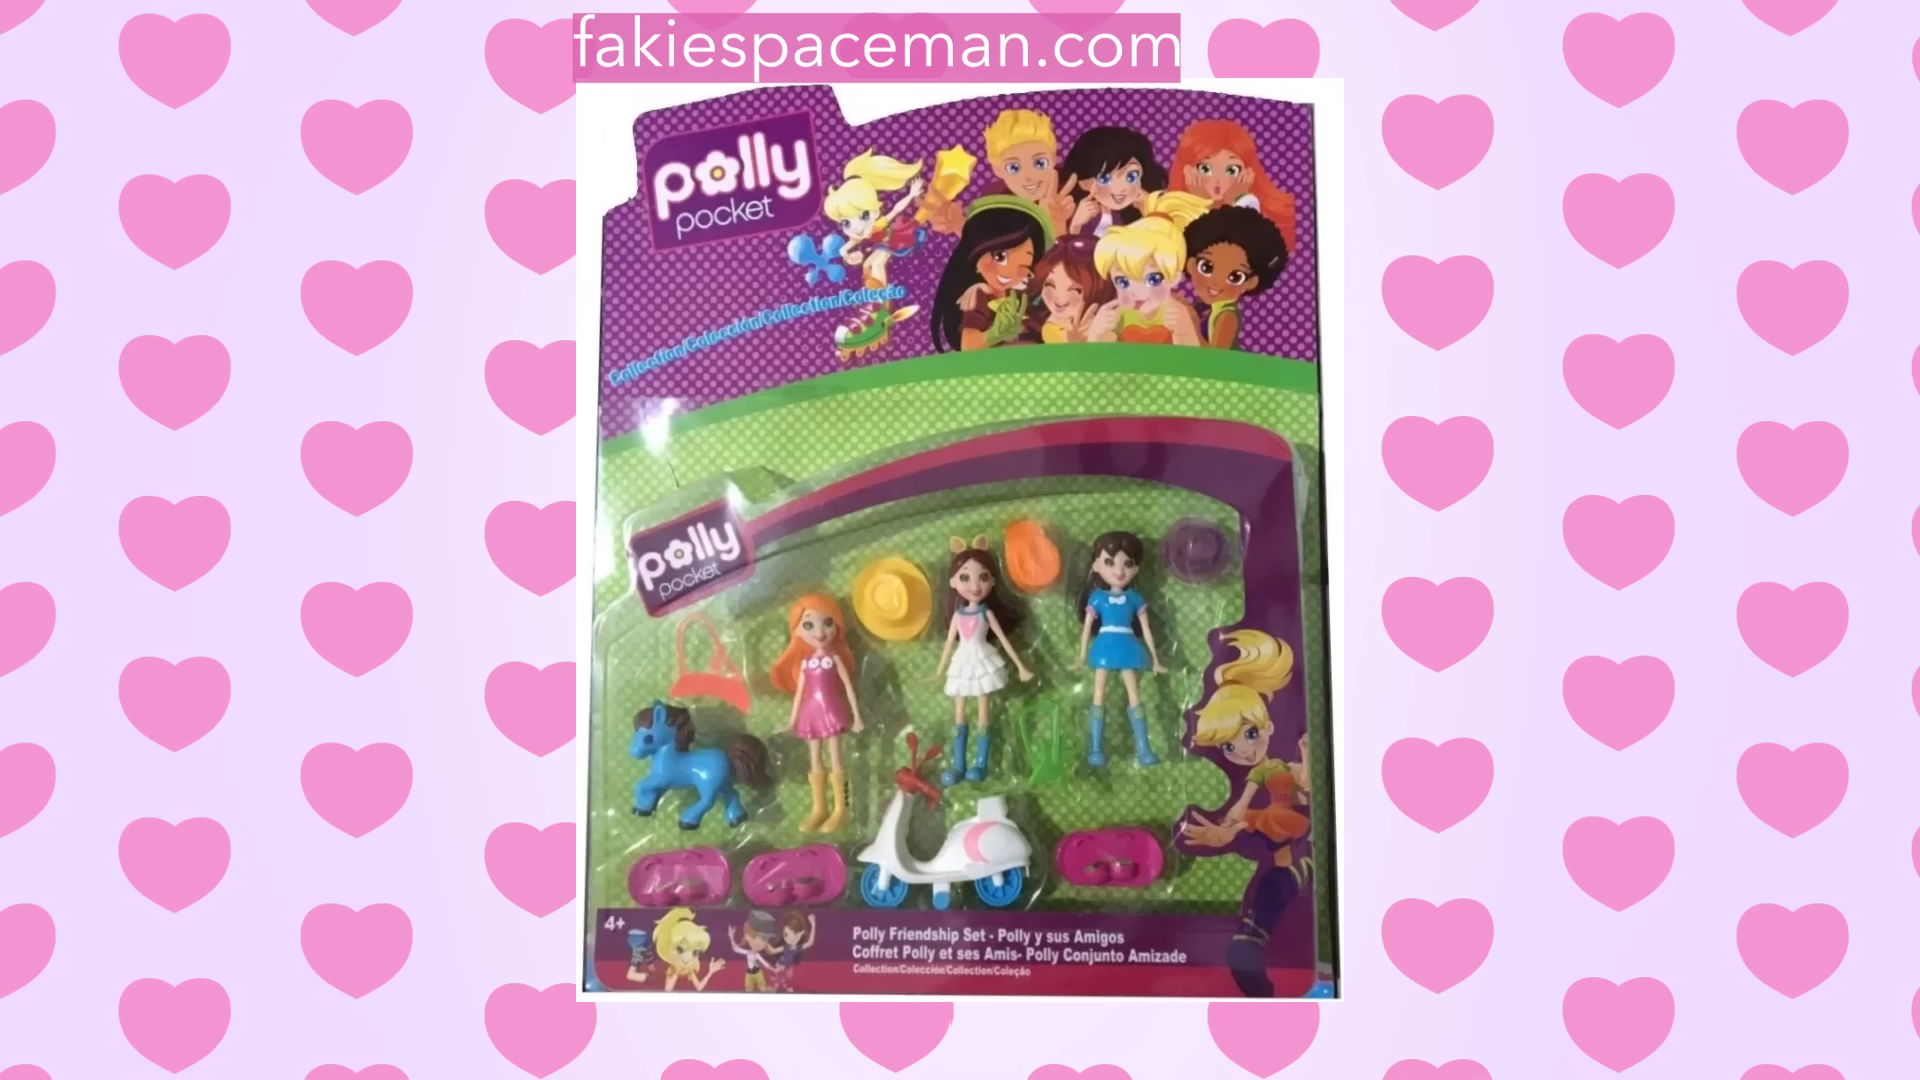 fakiespaceman.com
polly
pocket
Collection/Colección/Collection/Coleção
polly
pocket
4+
Polly Friendship Set - Polly y sus Amigos
Coffret Polly et ses Amis- Polly Conjunto Amizade
Collection/Colección/Collection/Coleção